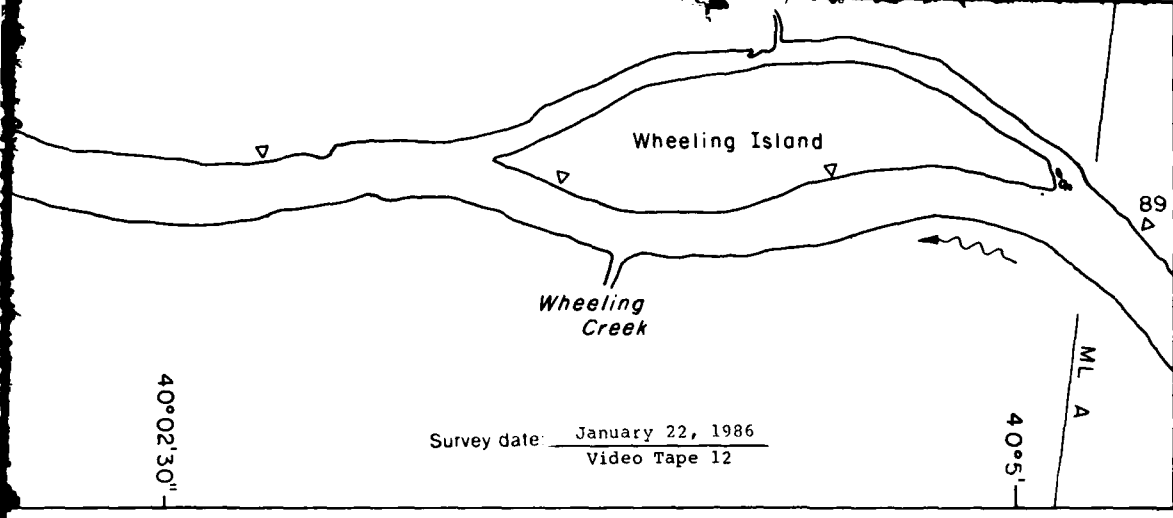 Wheeling Island
89
Wheeling
Creek
ML A
40°02'30"
40°5'
Survey date: January 22, 1986
Video Tape 12